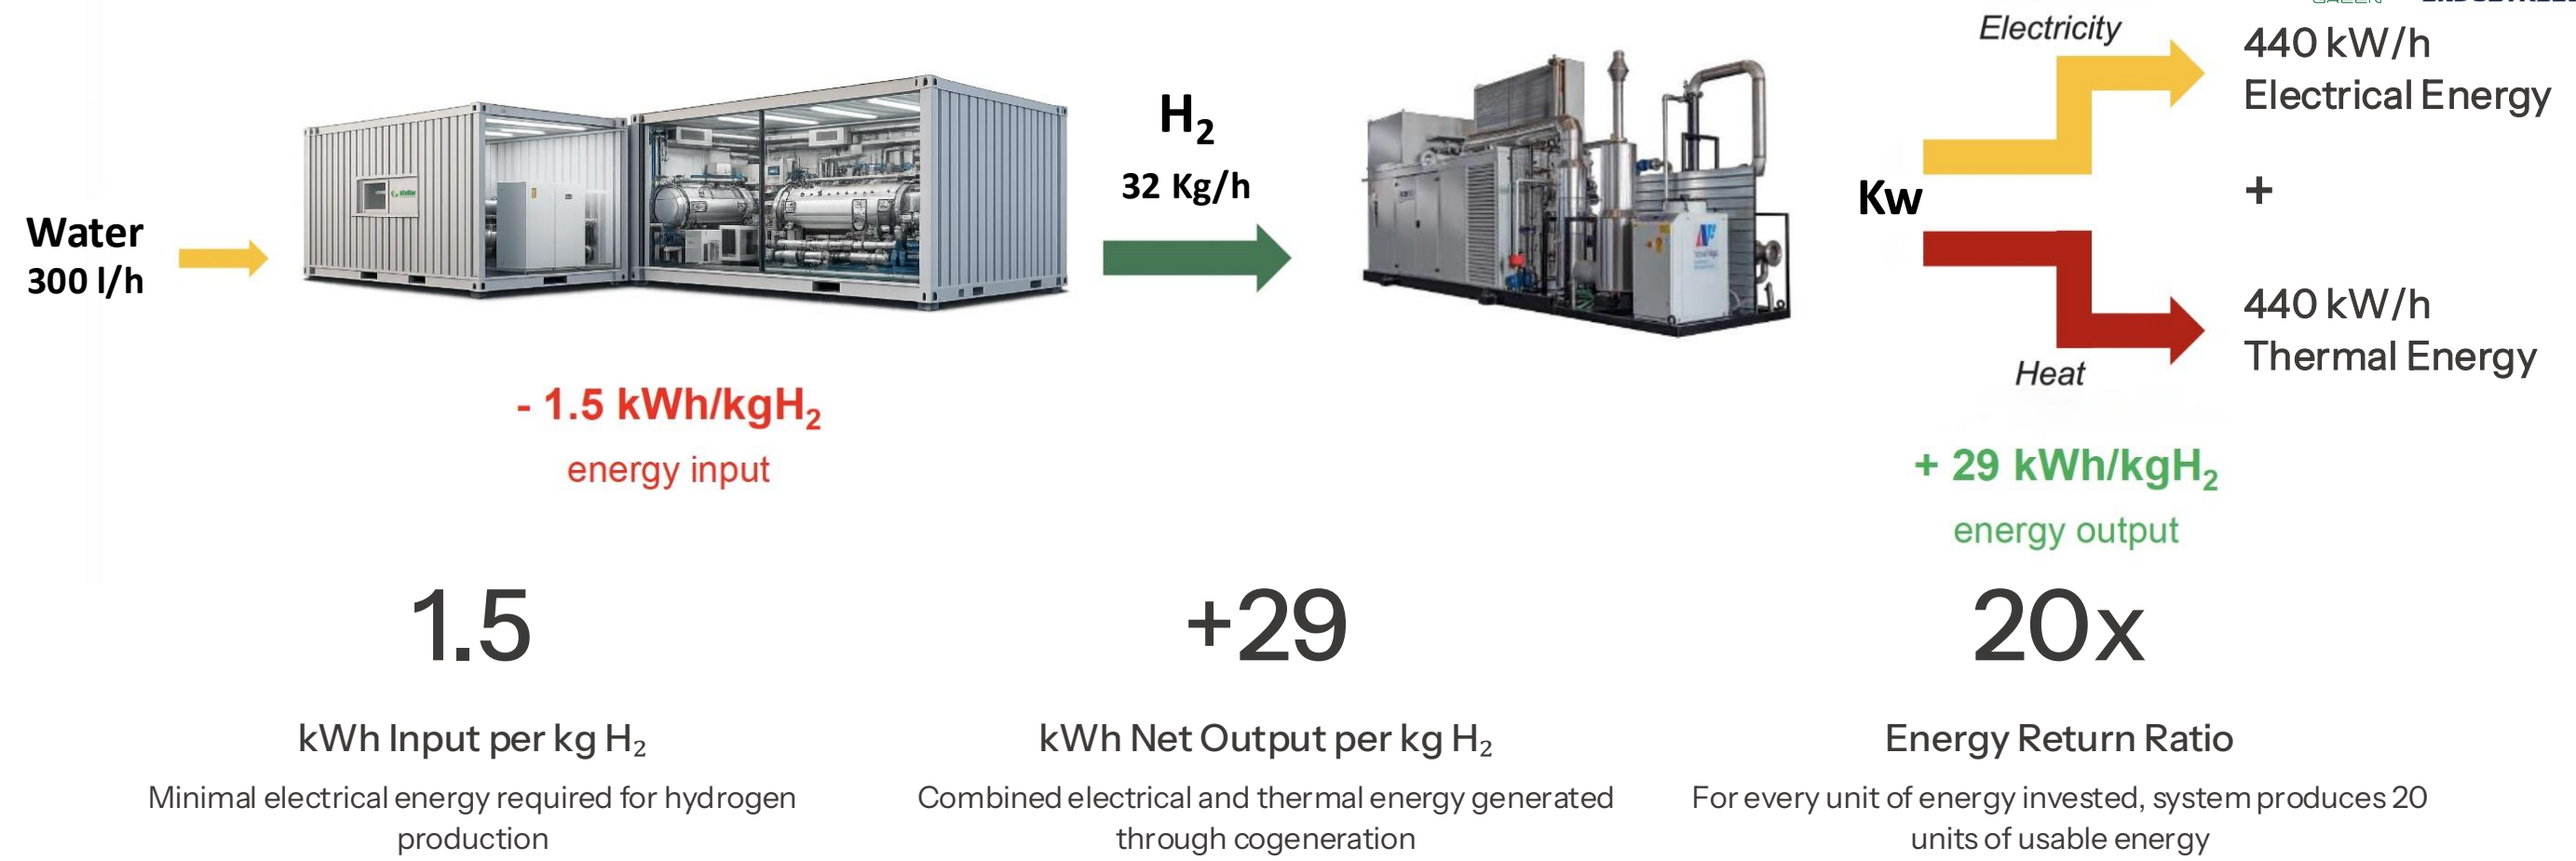 Electricity
440 kW/h
Electrical Energy
H₂
32 Kg/h
+
Kw
Water
300 l/h
440 kW/h
Thermal Energy
Heat
- 1.5 kWh/kgH₂
energy input
+ 29 kWh/kgH₂
energy output
1.5
+29
20x
kWh Input per kg H₂
kWh Net Output per kg H₂
Energy Return Ratio
Minimal electrical energy required for hydrogen
production
Combined electrical and thermal energy generated
through cogeneration
For every unit of energy invested, system produces 20
units of usable energy